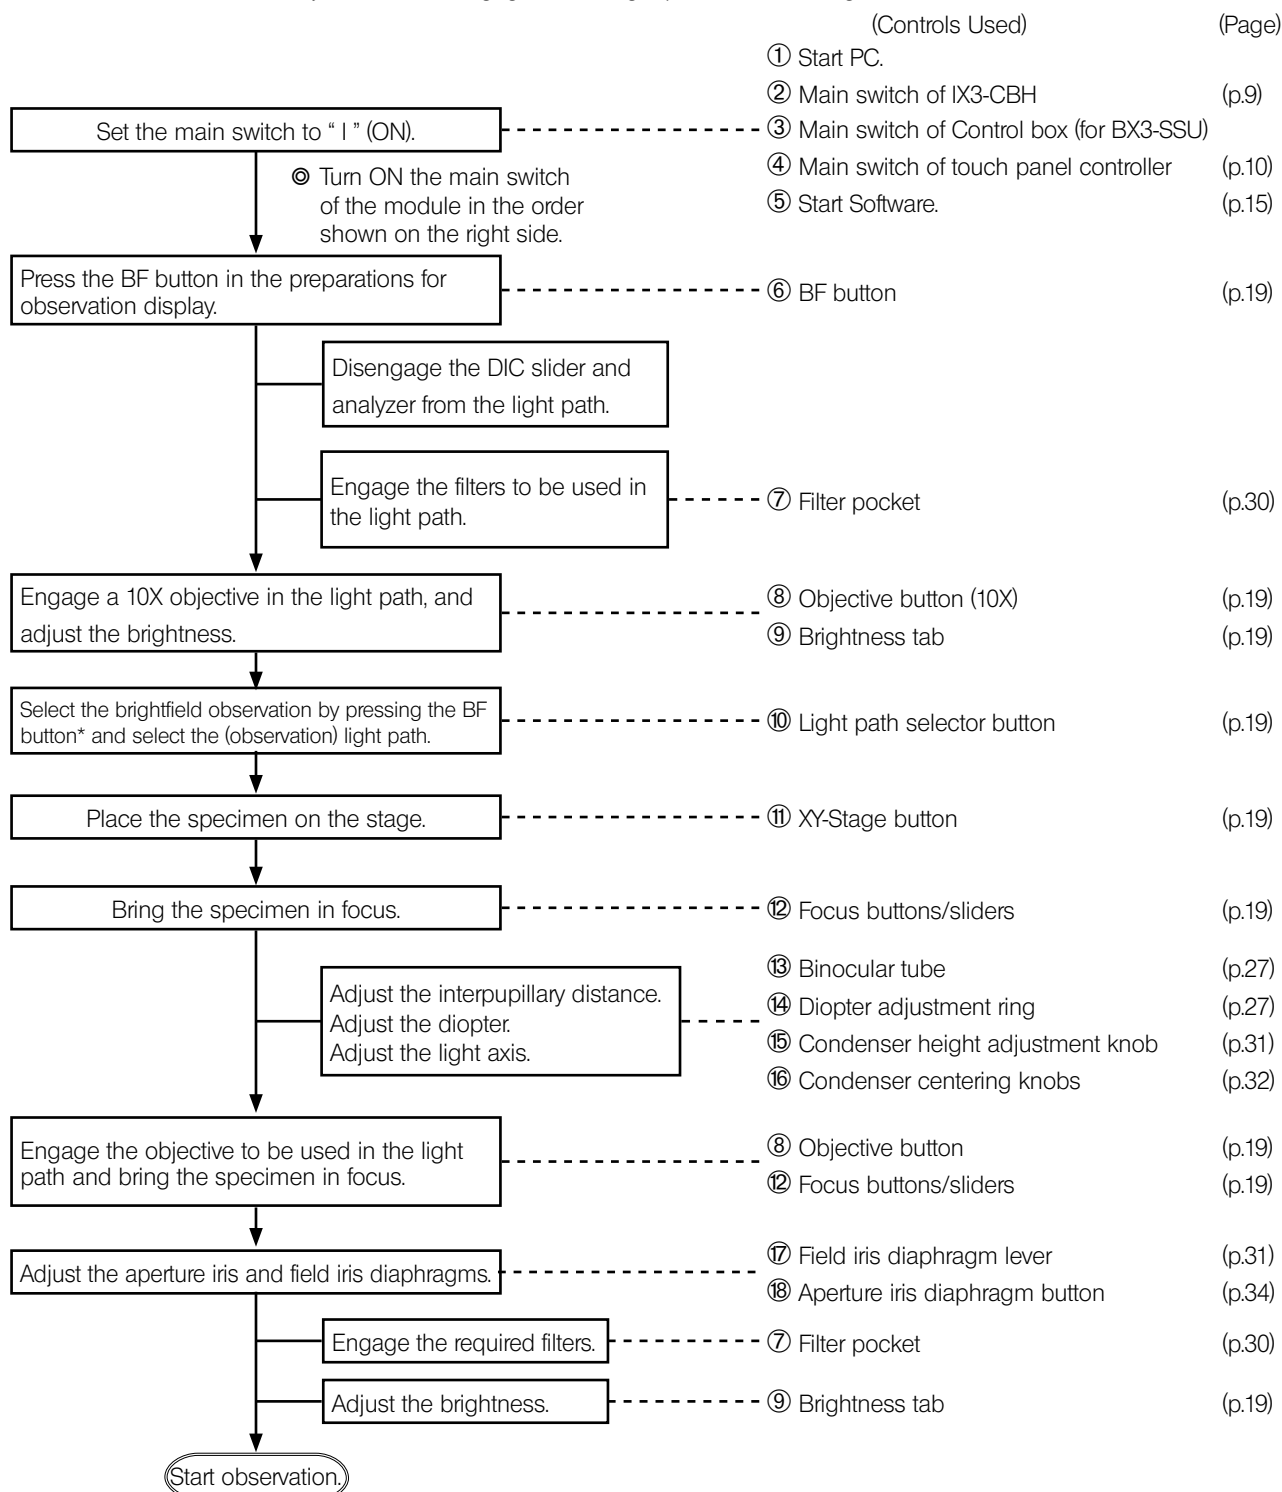 (Controls Used) (Page)
① Start PC.
② Main switch of IX3-CBH (p.9)
Set the main switch to “ I ” (ON).
③ Main switch of Control box (for BX3-SSU)
④ Main switch of touch panel controller (p.10)
◎ Turn ON the main switch
of the module in the order
shown on the right side.
⑤ Start Software. (p.15)
Press the BF button in the preparations for
observation display.
⑥ BF button (p.19)
Disengage the DIC slider and
analyzer from the light path.
Engage the filters to be used in
the light path.
⑦ Filter pocket (p.30)
Engage a 10X objective in the light path, and
adjust the brightness.
⑧ Objective button (10X) (p.19)
⑨ Brightness tab (p.19)
Select the brightfield observation by pressing the BF
button* and select the (observation) light path.
⑩ Light path selector button (p.19)
Place the specimen on the stage.
⑪ XY-Stage button (p.19)
Bring the specimen in focus.
⑫ Focus buttons/sliders (p.19)
Adjust the interpupillary distance.
Adjust the diopter.
Adjust the light axis.
⑬ Binocular tube (p.27)
⑭ Diopter adjustment ring (p.27)
⑮ Condenser height adjustment knob (p.31)
⑯ Condenser centering knobs (p.32)
Engage the objective to be used in the light
path and bring the specimen in focus.
⑧ Objective button (p.19)
⑫ Focus buttons/sliders (p.19)
Adjust the aperture iris and field iris diaphragms.
⑰ Field iris diaphragm lever (p.31)
⑱ Aperture iris diaphragm button (p.34)
Engage the required filters.
⑦ Filter pocket (p.30)
Adjust the brightness.
⑨ Brightness tab (p.19)
Start observation.